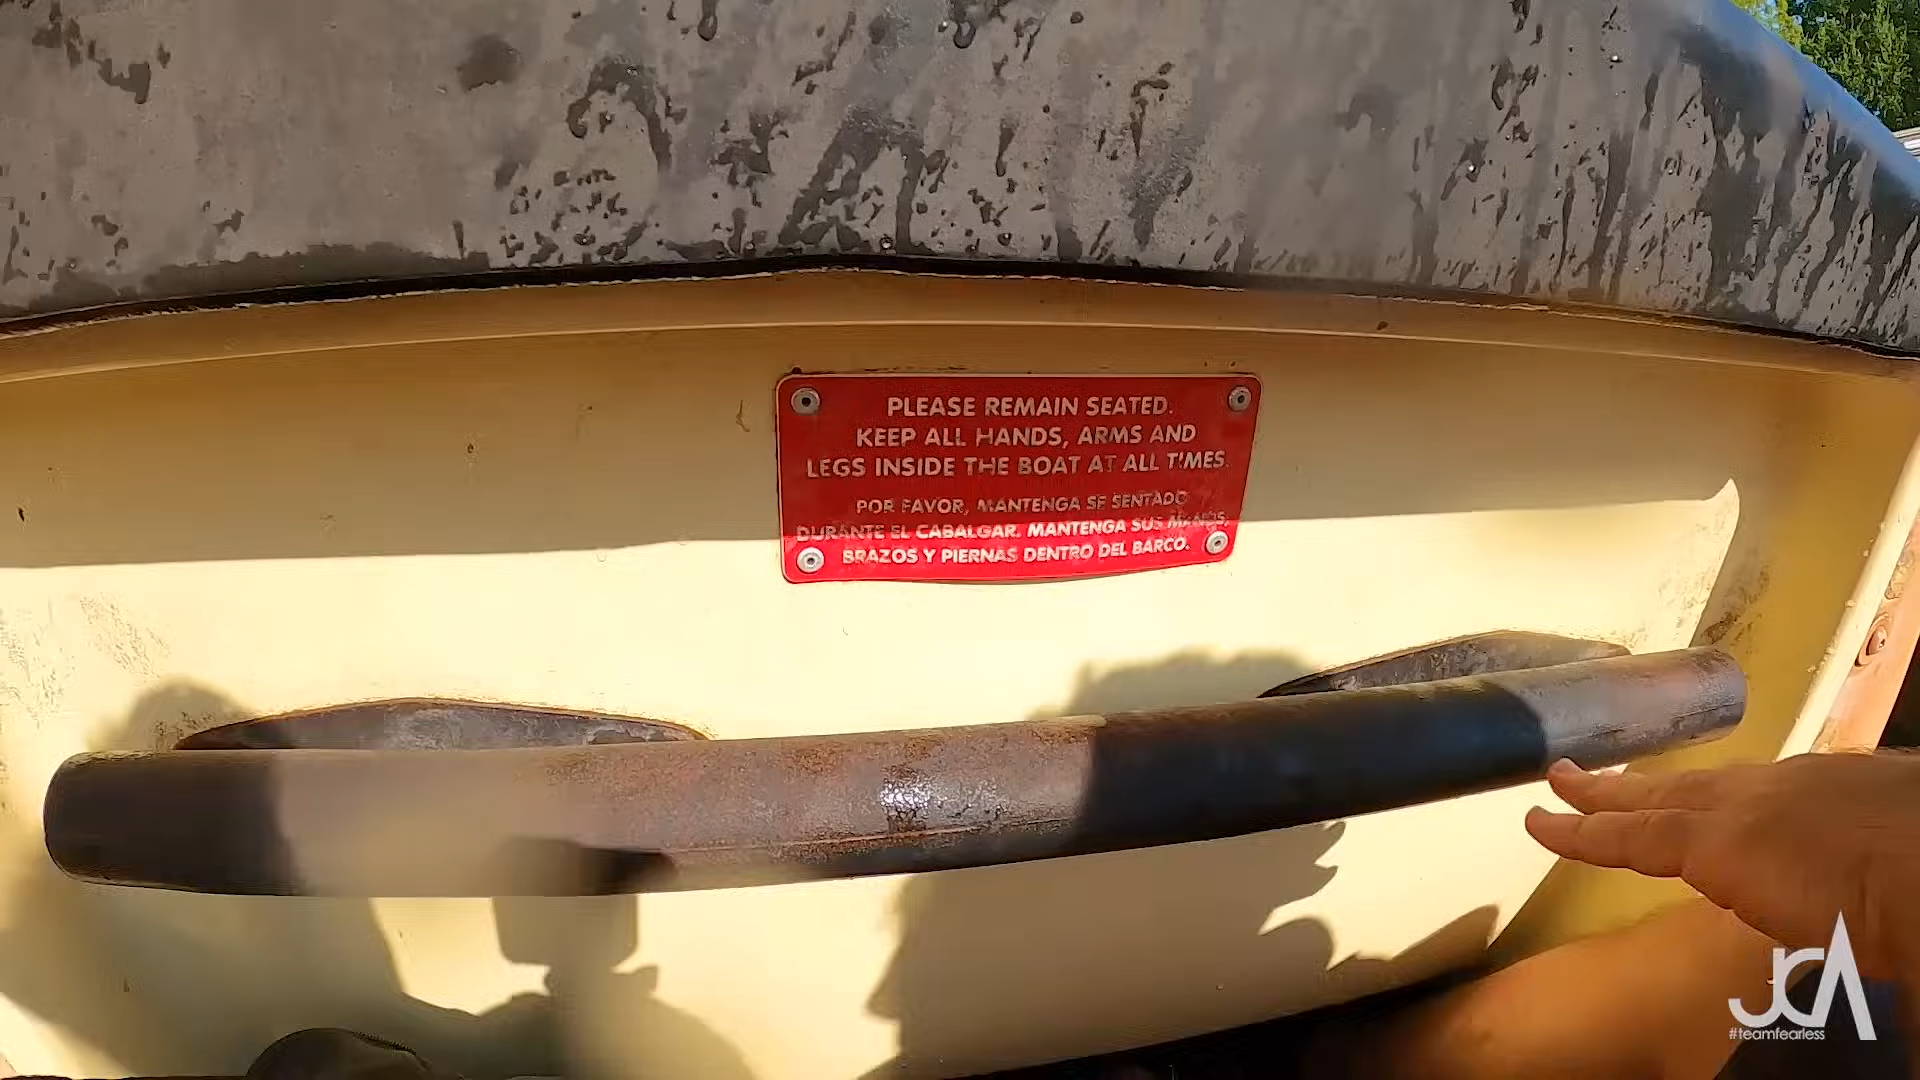 PLEASE REMAIN SEATED.
KEEP ALL HANDS, ARMS AND
LEGS INSIDE THE BOAT AT ALL TIMES.
POR FAVOR, MANTENGA SE SENTADO
DURANTE EL CABALGAR. MANTENGA SUS MANOS,
BRAZOS Y PIERNAS DENTRO DEL BARCO.
JCA
#teamfearless